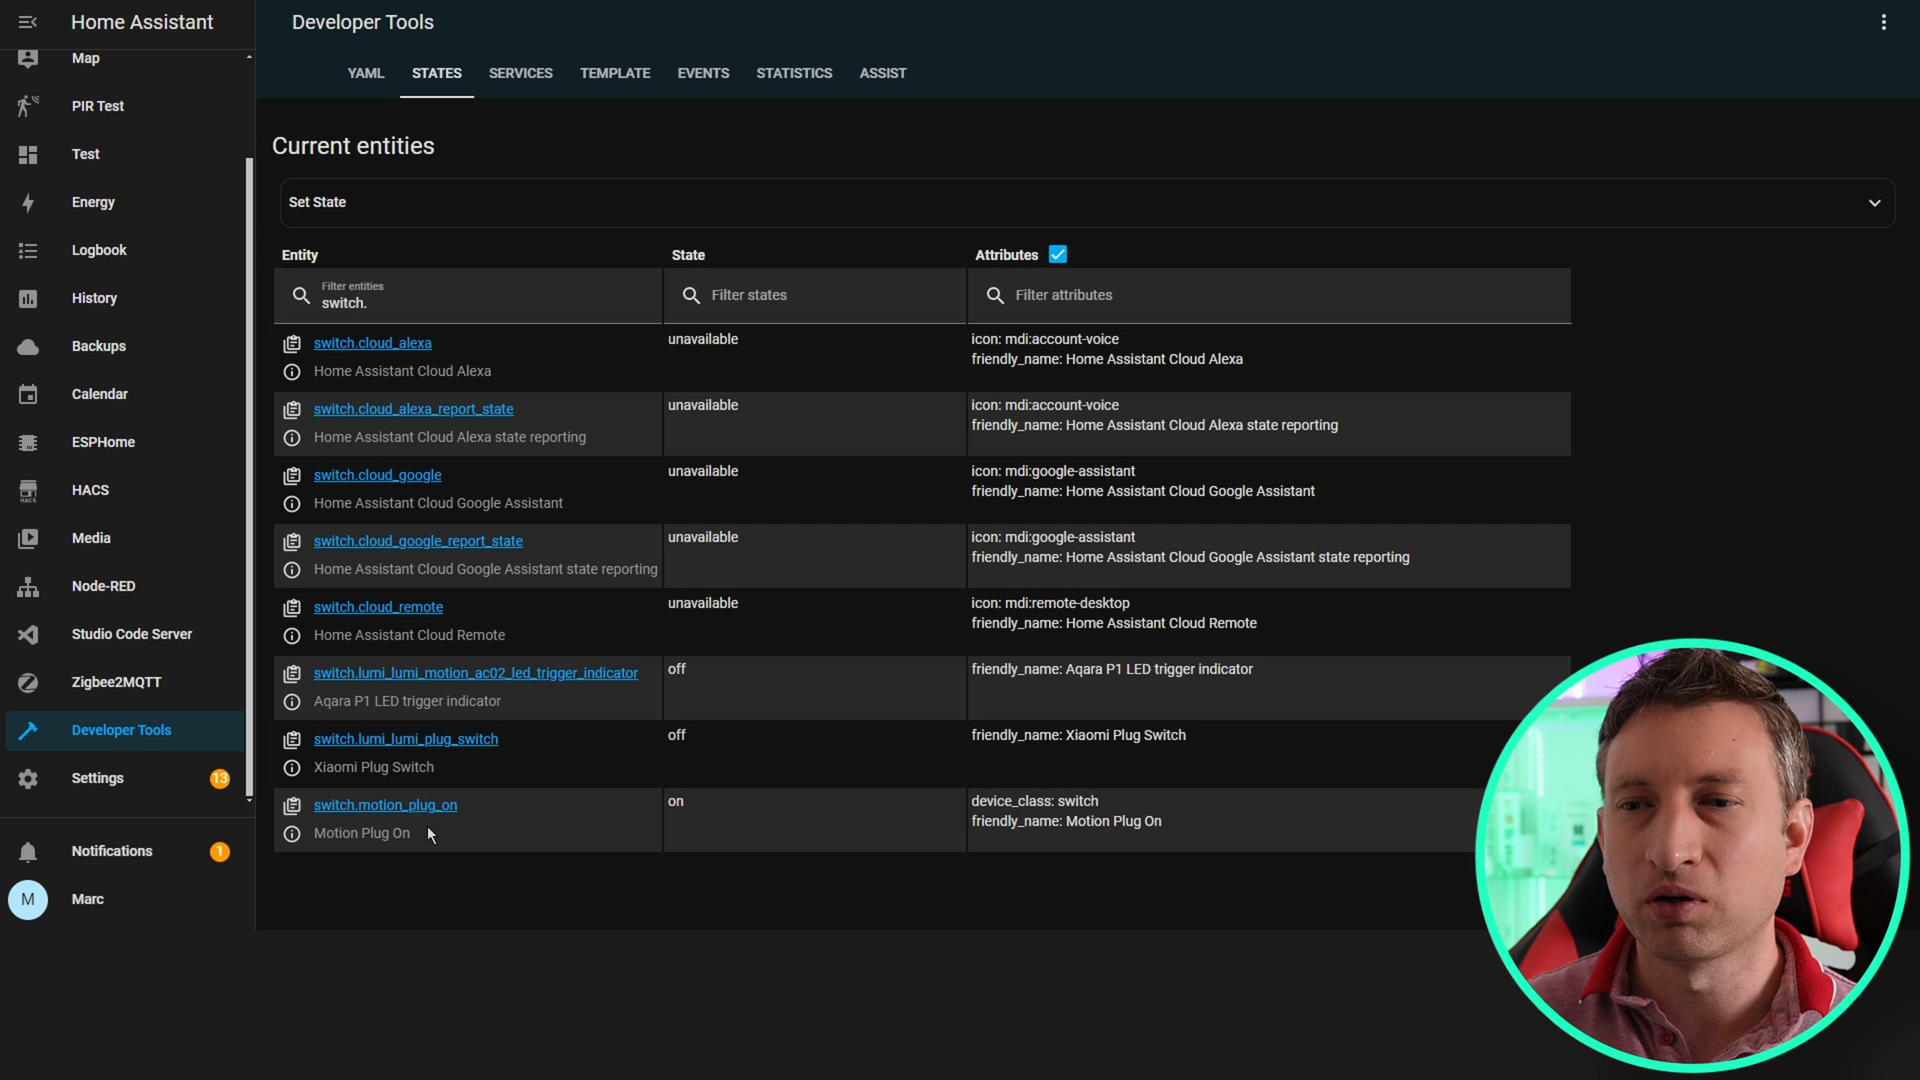 Home Assistant
Map
PIR Test
Test
Energy
Logbook
History
Backups
Calendar
ESPHome
HACS
HACS
Media
Node-RED
Studio Code Server
Zigbee2MQTT
Developer Tools
Settings
13
Notifications
1
M
Marc
Developer Tools
YAML STATES SERVICES TEMPLATE EVENTS STATISTICS ASSIST
Current entities
Set State
Entity State Attributes
Filter entities
switch. Filter states Filter attributes
switch.cloud_alexa unavailable icon: mdi:account-voice
friendly_name: Home Assistant Cloud Alexa
Home Assistant Cloud Alexa
switch.cloud_alexa_report_state unavailable icon: mdi:account-voice
friendly_name: Home Assistant Cloud Alexa state reporting
Home Assistant Cloud Alexa state reporting
switch.cloud_google unavailable icon: mdi:google-assistant
friendly_name: Home Assistant Cloud Google Assistant
Home Assistant Cloud Google Assistant
switch.cloud_google_report_state unavailable icon: mdi:google-assistant
friendly_name: Home Assistant Cloud Google Assistant state reporting
Home Assistant Cloud Google Assistant state reporting
switch.cloud_remote unavailable icon: mdi:remote-desktop
friendly_name: Home Assistant Cloud Remote
Home Assistant Cloud Remote
switch.lumi_lumi_motion_ac02_led_trigger_indicator off friendly_name: Aqara P1 LED trigger indicator
Aqara P1 LED trigger indicator
switch.lumi_lumi_plug_switch off friendly_name: Xiaomi Plug Switch
Xiaomi Plug Switch
switch.motion_plug_on on device_class: switch
friendly_name: Motion Plug On
Motion Plug On